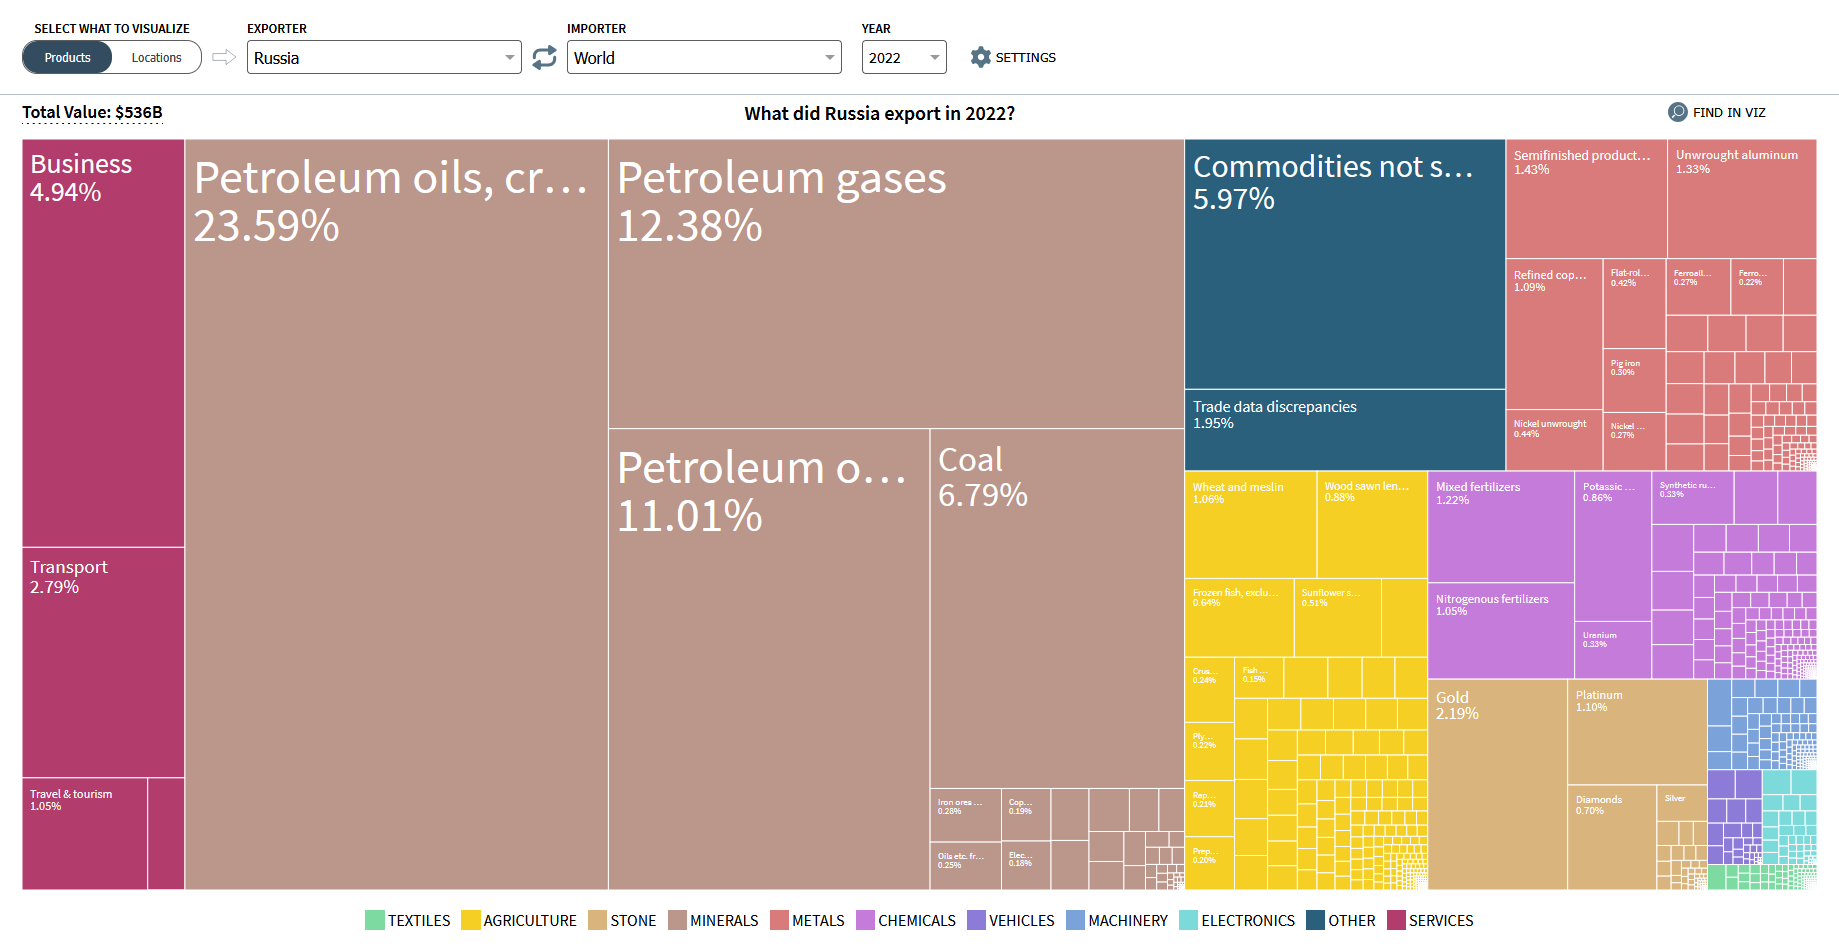 SELECT WHAT TO VISUALIZE
EXPORTER
IMPORTER
YEAR
Products
Locations
Russia
World
2022
SETTINGS
Total Value: $536B
What did Russia export in 2022?
FIND IN VIZ
Business
4.94%
Transport
2.79%
Travel & tourism
1.05%
Petroleum oils, cr...
23.59%
Petroleum gases
12.38%
Petroleum o...
11.01%
Coal
6.79%
Iron ores ...
0.28%
Cop...
0.19%
Oils etc. fr...
0.25%
Elec...
0.18%
Commodities not s...
5.97%
Trade data discrepancies
1.95%
Semifinished product...
1.43%
Unwrought aluminum
1.33%
Refined cop...
1.09%
Flat-rol...
0.42%
Ferroall...
0.27%
Ferro...
0.22%
Pig iron
0.30%
Nickel unwrought
0.44%
Nickel ...
0.27%
Wheat and meslin
1.06%
Wood sawn len...
0.88%
Frozen fish, exclu...
0.64%
Sunflower s...
0.51%
Crus...
0.24%
Fish ...
0.15%
Ply...
0.22%
Rap...
0.21%
Prep...
0.20%
Mixed fertilizers
1.22%
Potassic ...
0.86%
Synthetic ru...
0.33%
Nitrogenous fertilizers
1.05%
Uranium
0.33%
Gold
2.19%
Platinum
1.10%
Diamonds
0.70%
Silver
TEXTILES
AGRICULTURE
STONE
MINERALS
METALS
CHEMICALS
VEHICLES
MACHINERY
ELECTRONICS
OTHER
SERVICES